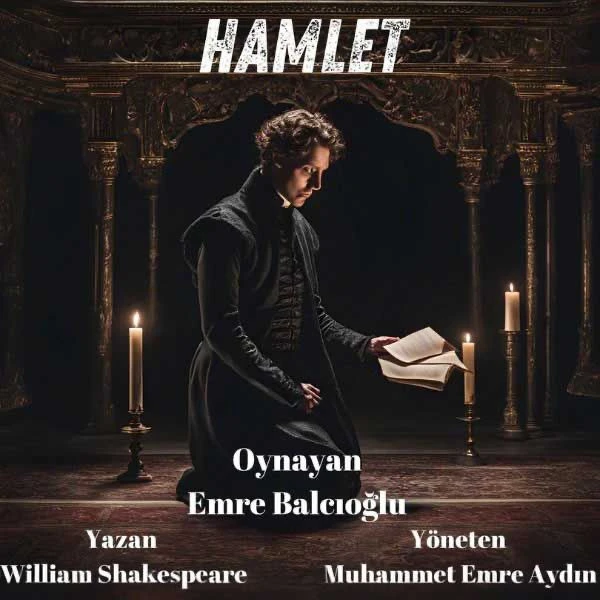 HAMLET
Oynayan
Emre Balcıoğlu
Yazan
William Shakespeare
Yöneten
Muhammet Emre Aydın